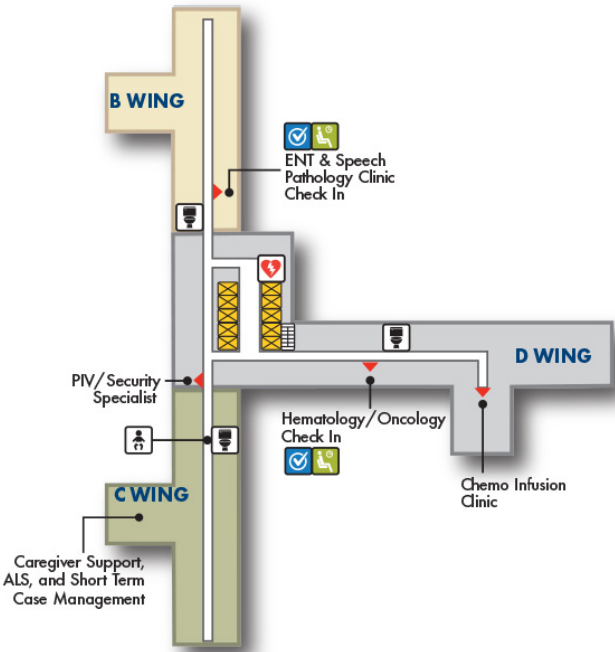 B WING
ENT & Speech
Pathology Clinic
Check In
D WING
PIV/Security
Specialist
Hematology/Oncology
Check In
Chemo Infusion
Clinic
C WING
Caregiver Support,
ALS, and Short Term
Case Management